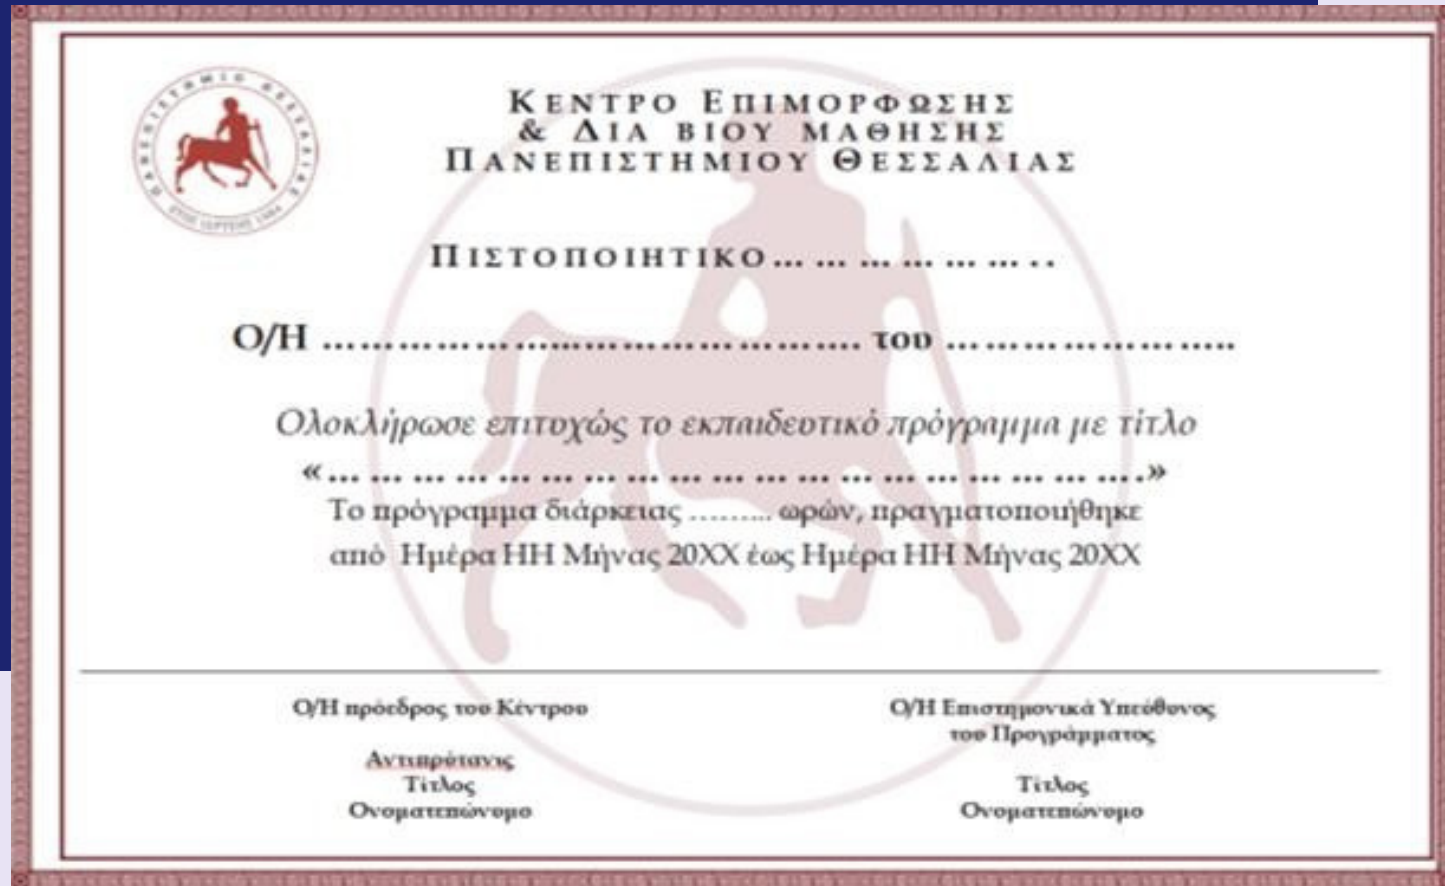 ΠΑΝΕΠΙΣΤΗΜΙΟ ΘΕΣΣΑΛΙΑΣ
ΚΕΝΤΡΟ ΕΠΙΜΟΡΦΩΣΗΣ
& ΔΙΑ ΒΙΟΥ ΜΑΘΗΣΗΣ
ΠΑΝΕΠΙΣΤΗΜΙΟΥ ΘΕΣΣΑΛΙΑΣ
ΠΙΣΤΟΠΟΙΗΤΙΚΟ… … … … … … . .
Ο/Η ……………………………………. του …………………..
Ολοκλήρωσε επιτυχώς το εκπαιδευτικό πρόγραμμα με τίτλο
«… … … … … … … … … … … … … … … … … … ….»
Το πρόγραμμα διάρκειας ……... ωρών, πραγματοποιήθηκε
από Ημέρα ΗΗ Μήνας 20ΧΧ έως Ημέρα ΗΗ Μήνας 20ΧΧ
Ο/Η πρόεδρος του Κέντρου
Αντιπρύτανις
Τίτλος
Ονοματεπώνυμο
Ο/Η Επιστημονικά Υπεύθυνος
του Προγράμματος
Τίτλος
Ονοματεπώνυμο